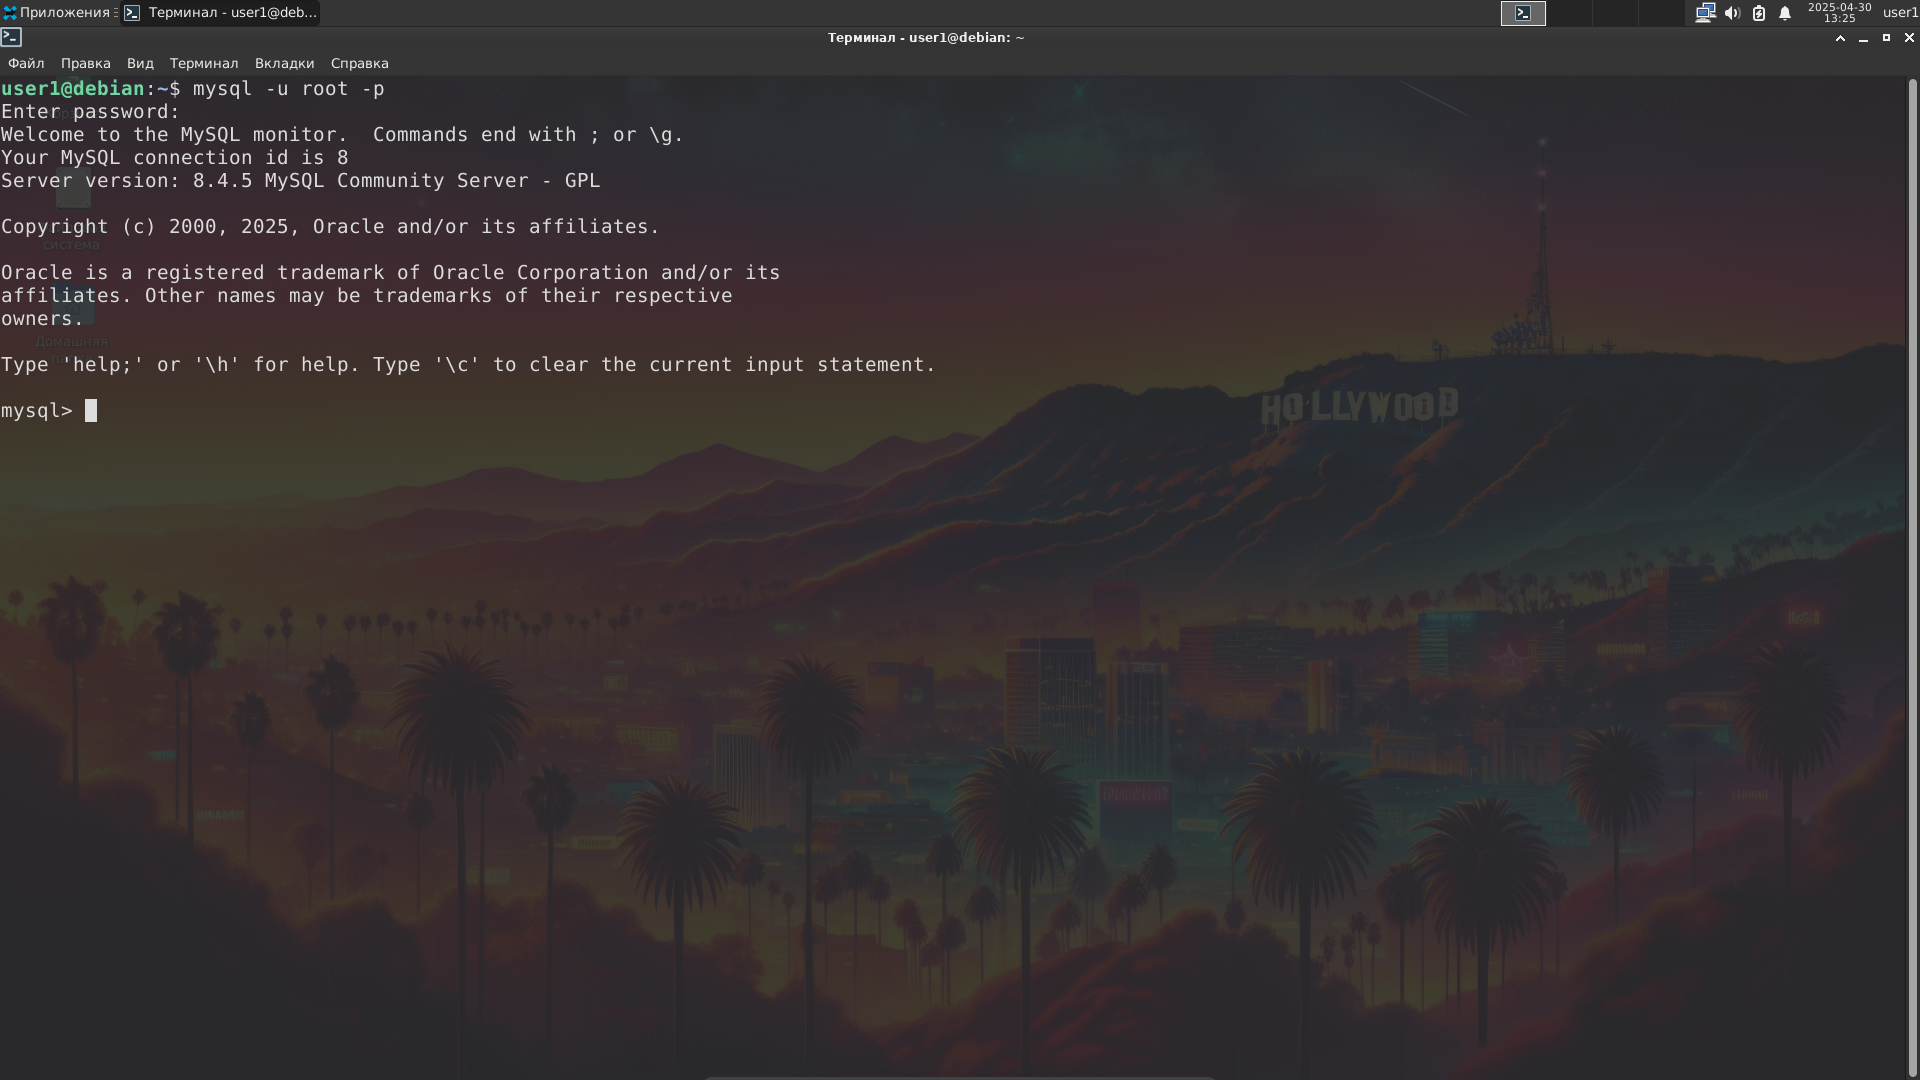 Приложения
Терминал - user1@deb...
2025-04-30
13:25
user1
Терминал - user1@debian: ~
Файл Правка Вид Терминал Вкладки Справка
user1@debian:~$ mysql -u root -p
Enter password:
Welcome to the MySQL monitor.  Commands end with ; or \g.
Your MySQL connection id is 8
Server version: 8.4.5 MySQL Community Server - GPL
Copyright (c) 2000, 2025, Oracle and/or its affiliates.
система
Oracle is a registered trademark of Oracle Corporation and/or its
affiliates. Other names may be trademarks of their respective
owners.
Домашняя
Type 'help;' or '\h' for help. Type '\c' to clear the current input statement.
mysql>
HOLLYWOOD